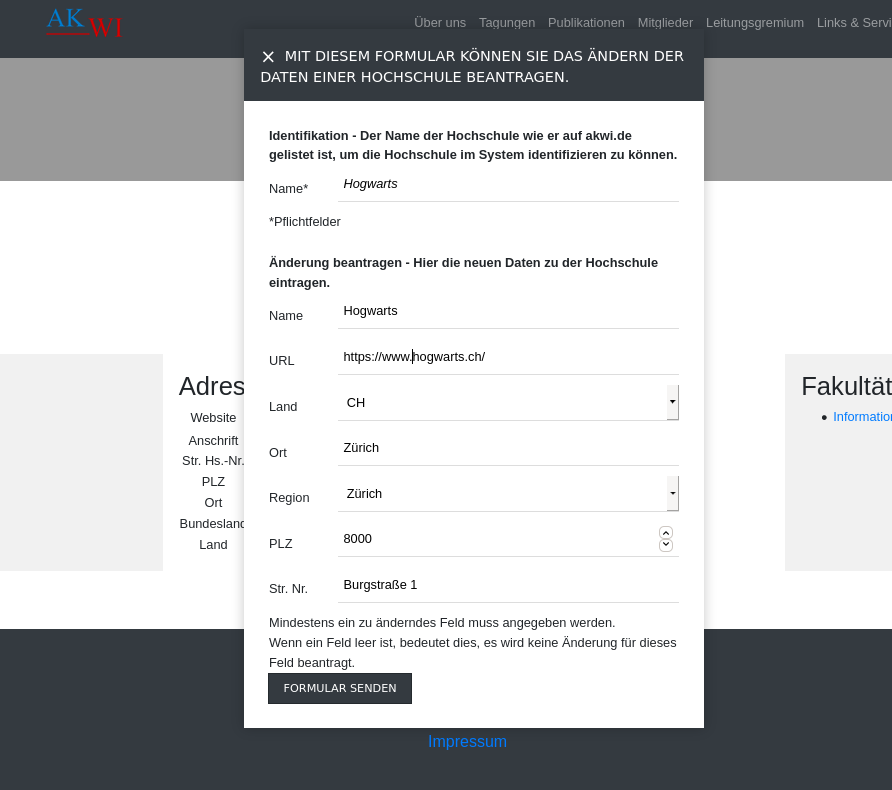 AK WI
Über uns Tagungen Publikationen Mitglieder Leitungsgremium Links & Servi
× MIT DIESEM FORMULAR KÖNNEN SIE DAS ÄNDERN DER
DATEN EINER HOCHSCHULE BEANTRAGEN.
Identifikation - Der Name der Hochschule wie er auf akwi.de
gelistet ist, um die Hochschule im System identifizieren zu können.
Name* Hogwarts
*Pflichtfelder
Änderung beantragen - Hier die neuen Daten zu der Hochschule
eintragen.
Name Hogwarts
URL https://www.hogwarts.ch/
Land CH
Ort Zürich
Region Zürich
PLZ 8000
Str. Nr. Burgstraße 1
Mindestens ein zu änderndes Feld muss angegeben werden.
Wenn ein Feld leer ist, bedeutet dies, es wird keine Änderung für dieses
Feld beantragt.
FORMULAR SENDEN
Adres
Website
Anschrift
Str. Hs.-Nr.
PLZ
Ort
Bundesland
Land
Fakultät
• Information
Impressum